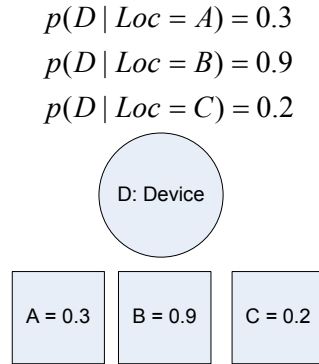 p(D | Loc = A) = 0.3
p(D | Loc = B) = 0.9
p(D | Loc = C) = 0.2
D: Device
A = 0.3 B = 0.9 C = 0.2